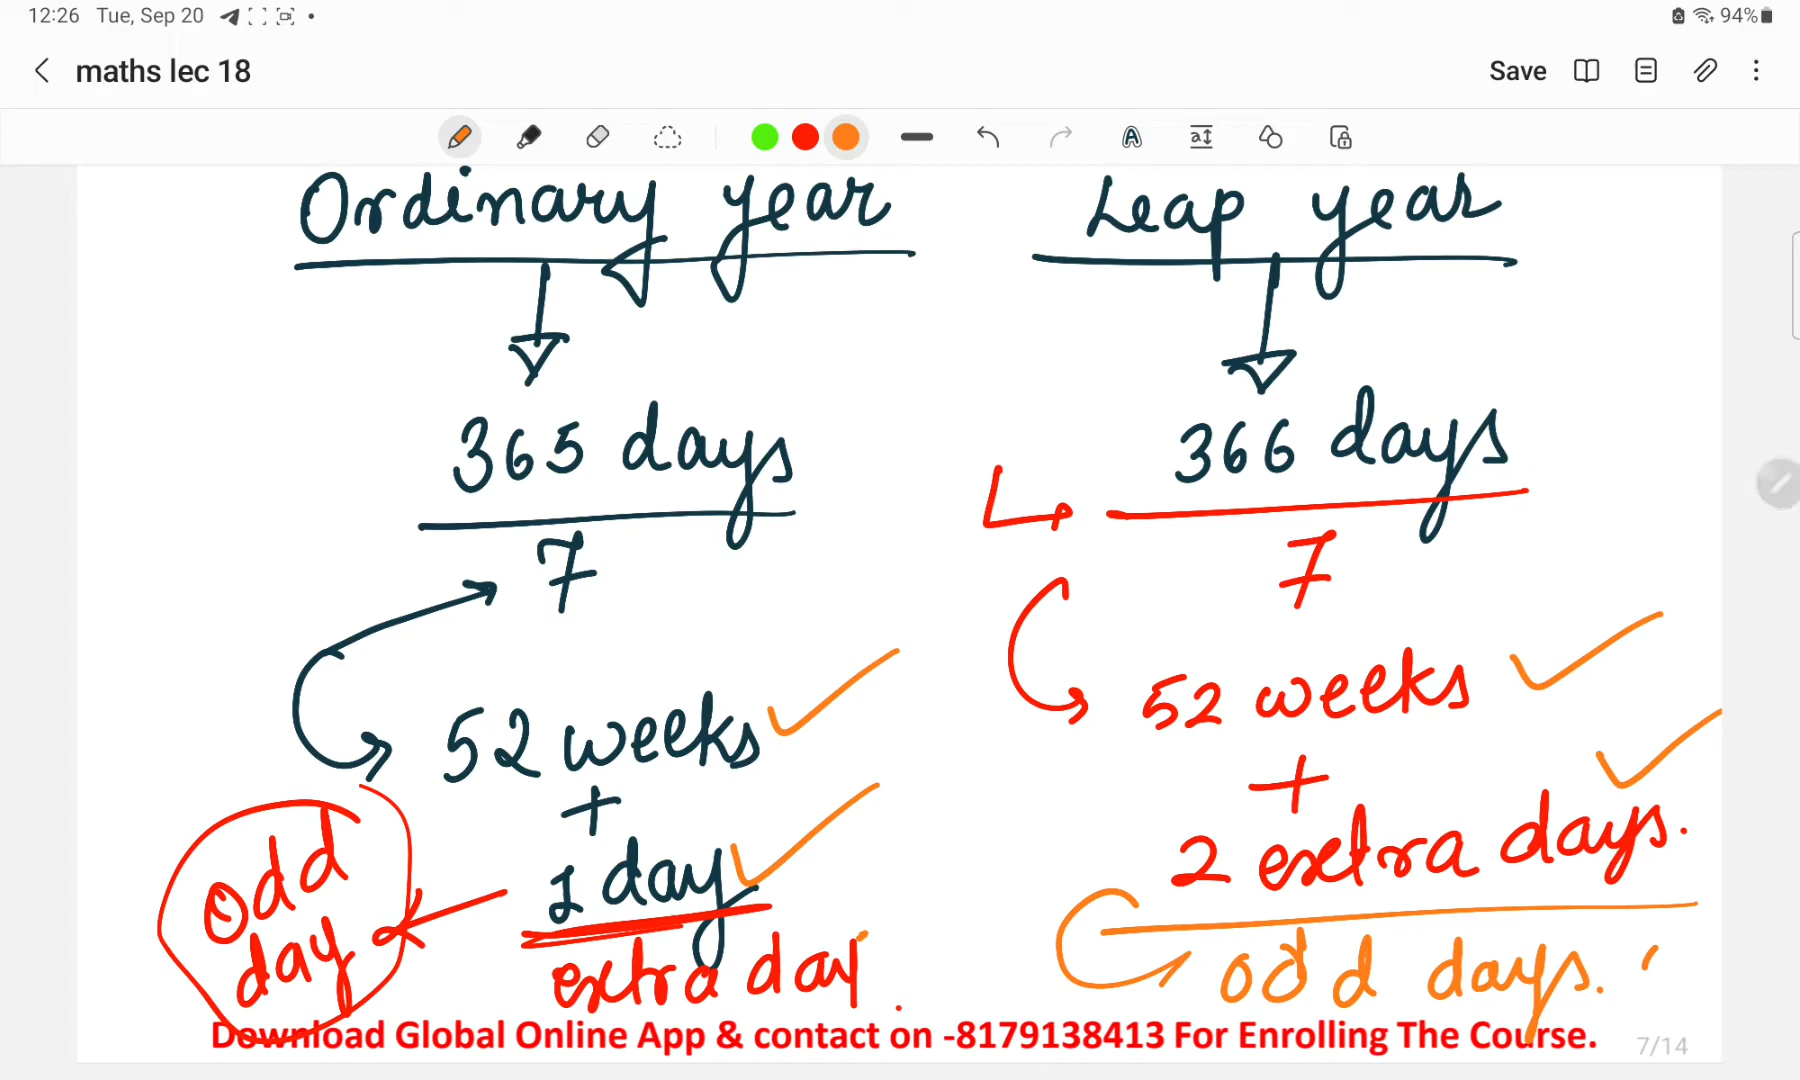 12:26 Tue, Sep 20
94%
maths lec 18
Save
Ordinary year
365 days
7
52 weeks
+
1 day
extra day.
Odd
day
Leap year
366 days
7
52 weeks
+
2 extra days.
odd days.
Download Global Online App & contact on -8179138413 For Enrolling The Course.
7/14